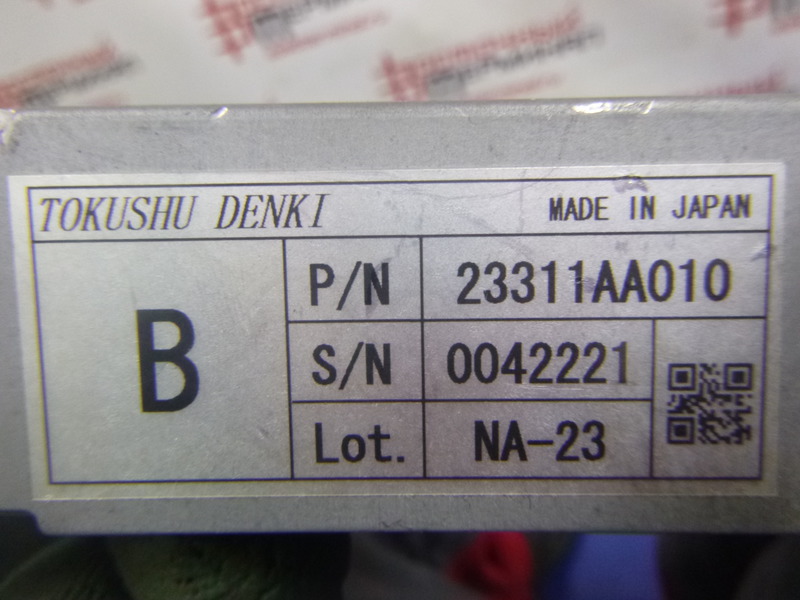 TOKUSHU DENKI MADE IN JAPAN
B
P/N 23311AA010
S/N 0042221
Lot. NA-23